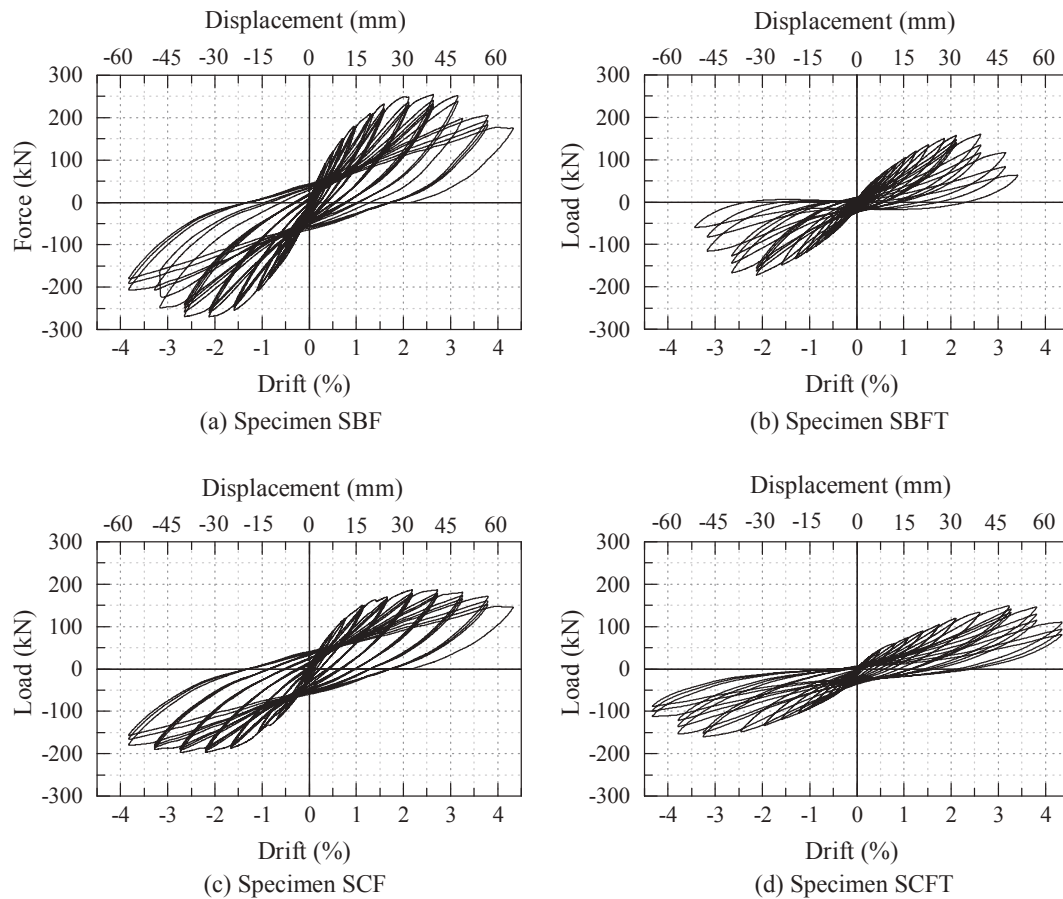 Displacement (mm)
-60 -45 -30 -15 0 15 30 45 60
300
200
100
0
-100
-200
-300
Force (kN)
-4 -3 -2 -1 0 1 2 3 4
Drift (%)
(a) Specimen SBF
Displacement (mm)
-60 -45 -30 -15 0 15 30 45 60
300
200
100
0
-100
-200
-300
Load (kN)
-4 -3 -2 -1 0 1 2 3 4
Drift (%)
(b) Specimen SBFT
Displacement (mm)
-60 -45 -30 -15 0 15 30 45 60
300
200
100
0
-100
-200
-300
Load (kN)
-4 -3 -2 -1 0 1 2 3 4
Drift (%)
(c) Specimen SCF
Displacement (mm)
-60 -45 -30 -15 0 15 30 45 60
300
200
100
0
-100
-200
-300
Load (kN)
-4 -3 -2 -1 0 1 2 3 4
Drift (%)
(d) Specimen SCFT